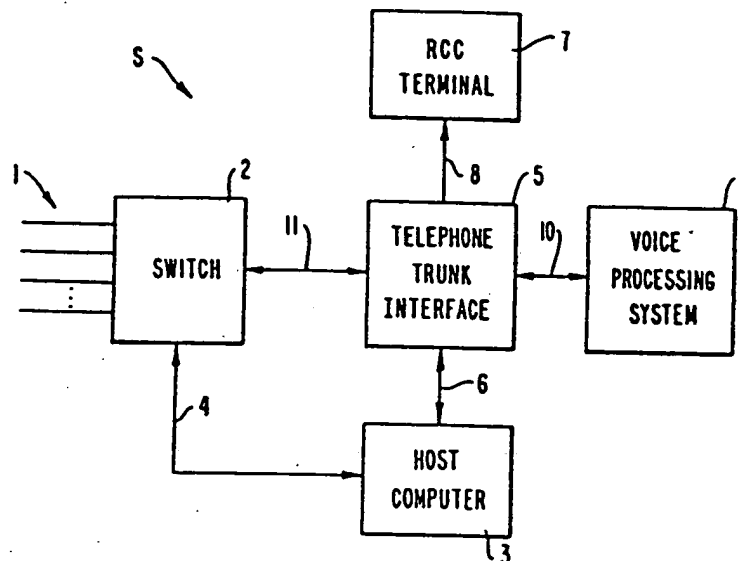 S
RCC
TERMINAL
7
8
1
2
SWITCH
11
5
TELEPHONE
TRUNK
INTERFACE
10
VOICE
PROCESSING
SYSTEM
4
6
HOST
COMPUTER
3